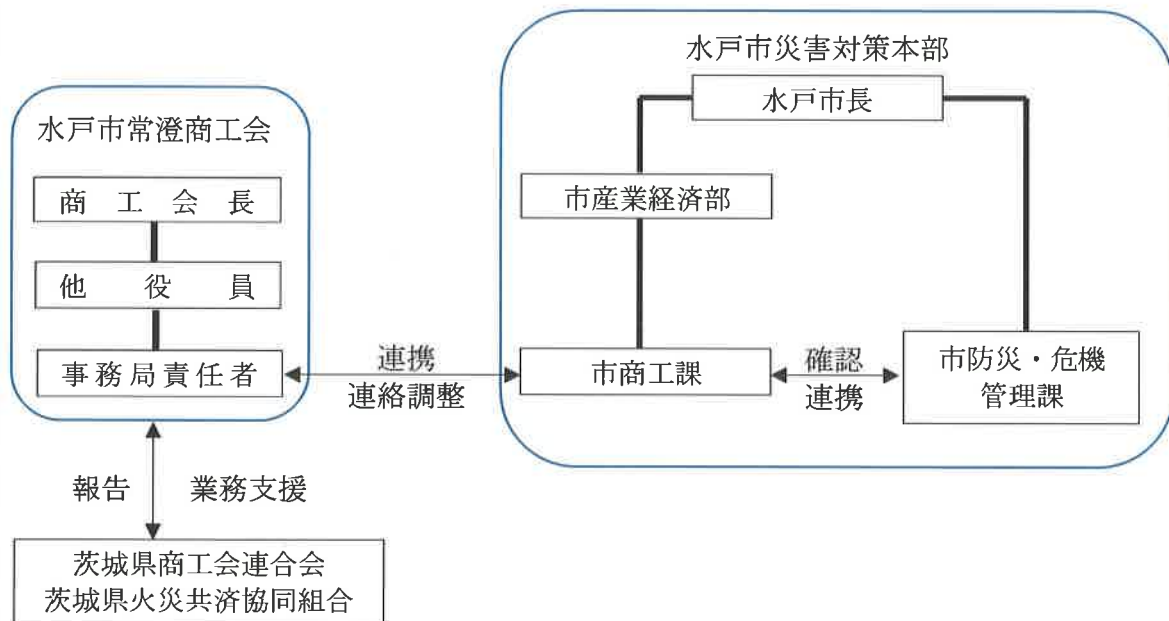 水戸市災害対策本部
水戸市長
水戸市常澄商工会
商工会長
市産業経済部
他役員
事務局責任者
連携
連絡調整
市商工課
確認
連携
市防災・危機
管理課
報告
業務支援
茨城県商工会連合会
茨城県火災共済協同組合